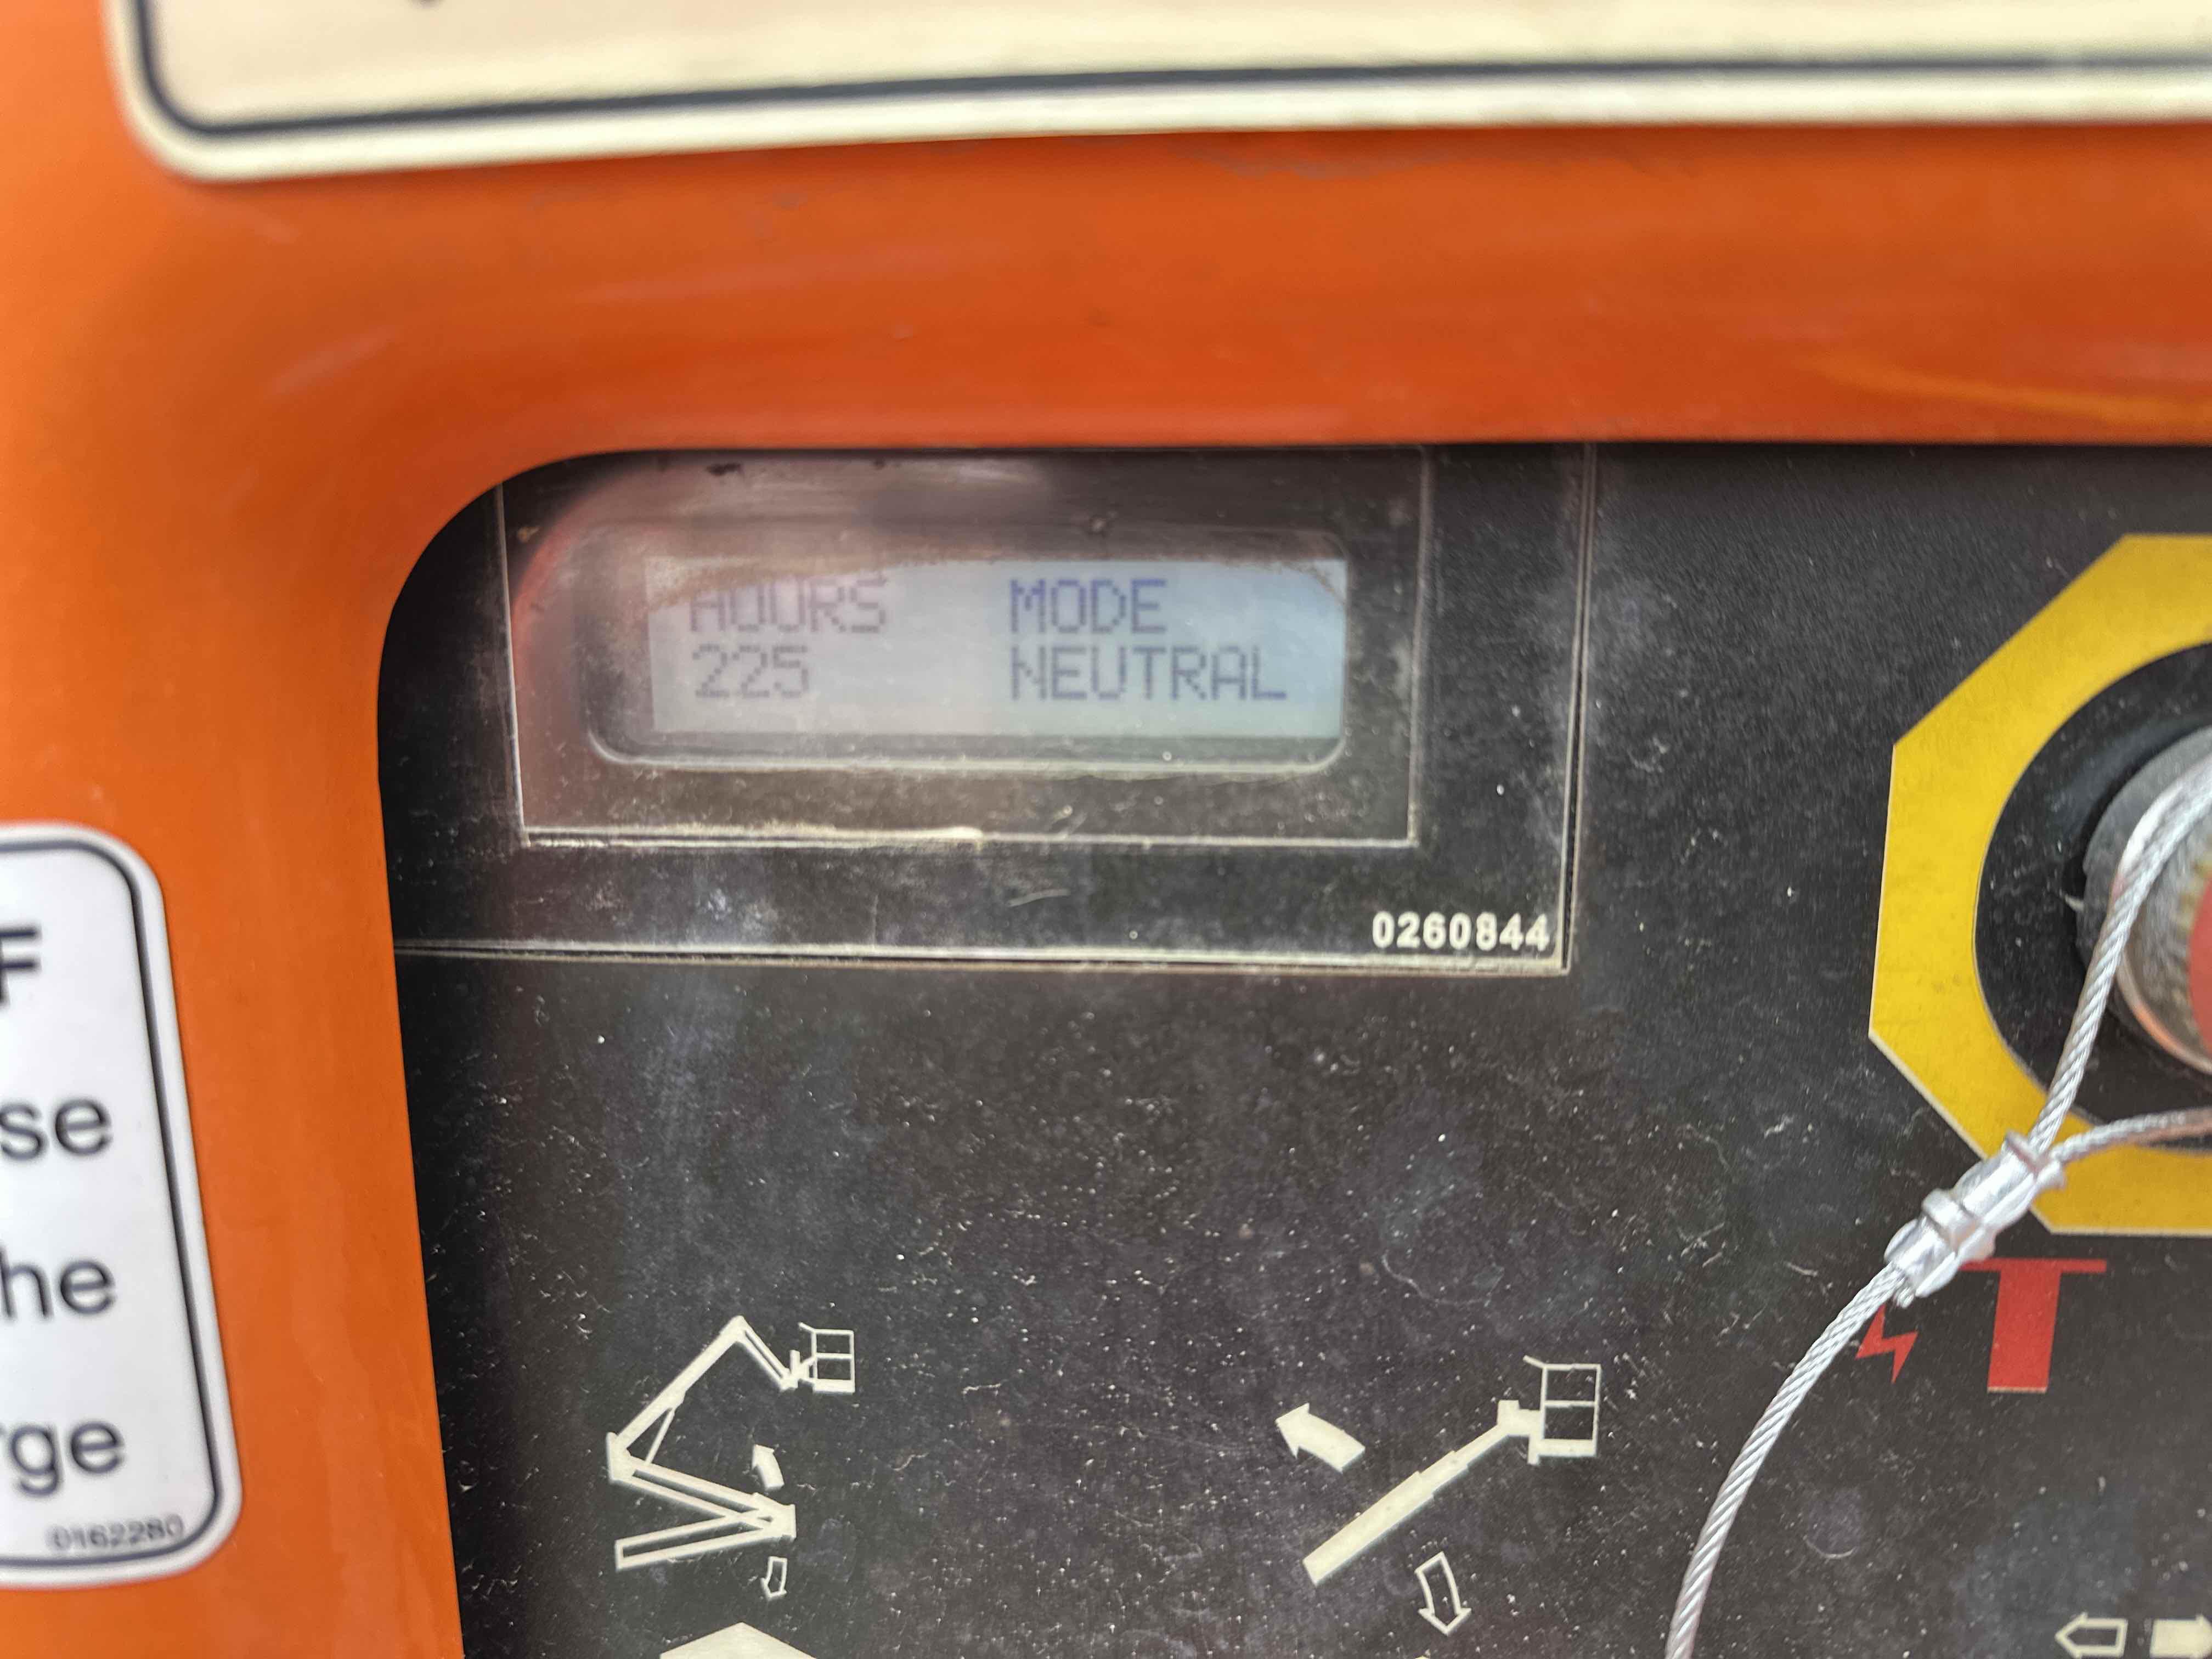 HOURS MODE
225 NEUTRAL
0260844
F
se
he
rge
0162280